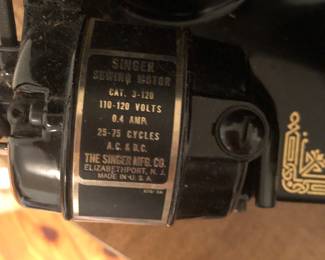 SINGER
SEWING MOTOR
CAT. 3-120
110-120 VOLTS
0.4 AMP.
25-75 CYCLES
A.C. & D.C.
THE SINGER MFG. CO.
ELIZABETHPORT, N. J.
MADE IN U. S. A.